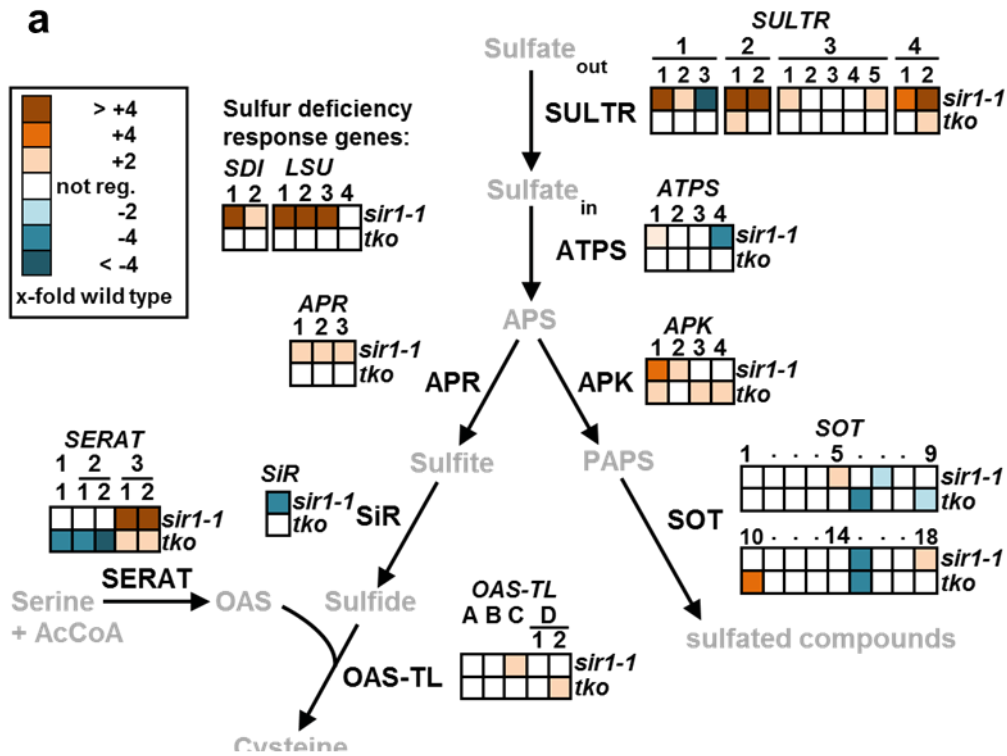 a
> +4
+4
+2
not reg.
-2
-4
< -4
x-fold wild type
Sulfur deficiency
response genes:
SDI LSU
1 2 1 2 3 4
sir1-1
tko
Sulfate out
SULTR
SULTR
1 2 3 4
1 2 3 1 2 1 2 3 4 5 1 2
sir1-1
tko
Sulfate in
ATPS
ATPS
1 2 3 4
sir1-1
tko
APS
APR
1 2 3
sir1-1
tko
APR
APK
APK
1 2 3 4
sir1-1
tko
Sulfite
PAPS
SERAT
1 2 3
1 1 2 1 2
sir1-1
tko
SERAT
SiR
sir1-1
tko
SiR
SOT
SOT
1 . . . 5 . . . 9
sir1-1
tko
10 . . . 14 . . . 18
sir1-1
tko
Serine
+ AcCoA
OAS
Sulfide
OAS-TL
OAS-TL
A B C D
1 2
sir1-1
tko
sulfated compounds
Cysteine